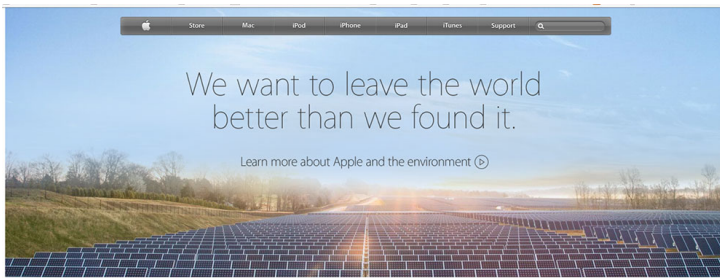 Store Mac iPod iPhone iPad iTunes Support
We want to leave the world
better than we found it.
Learn more about Apple and the environment